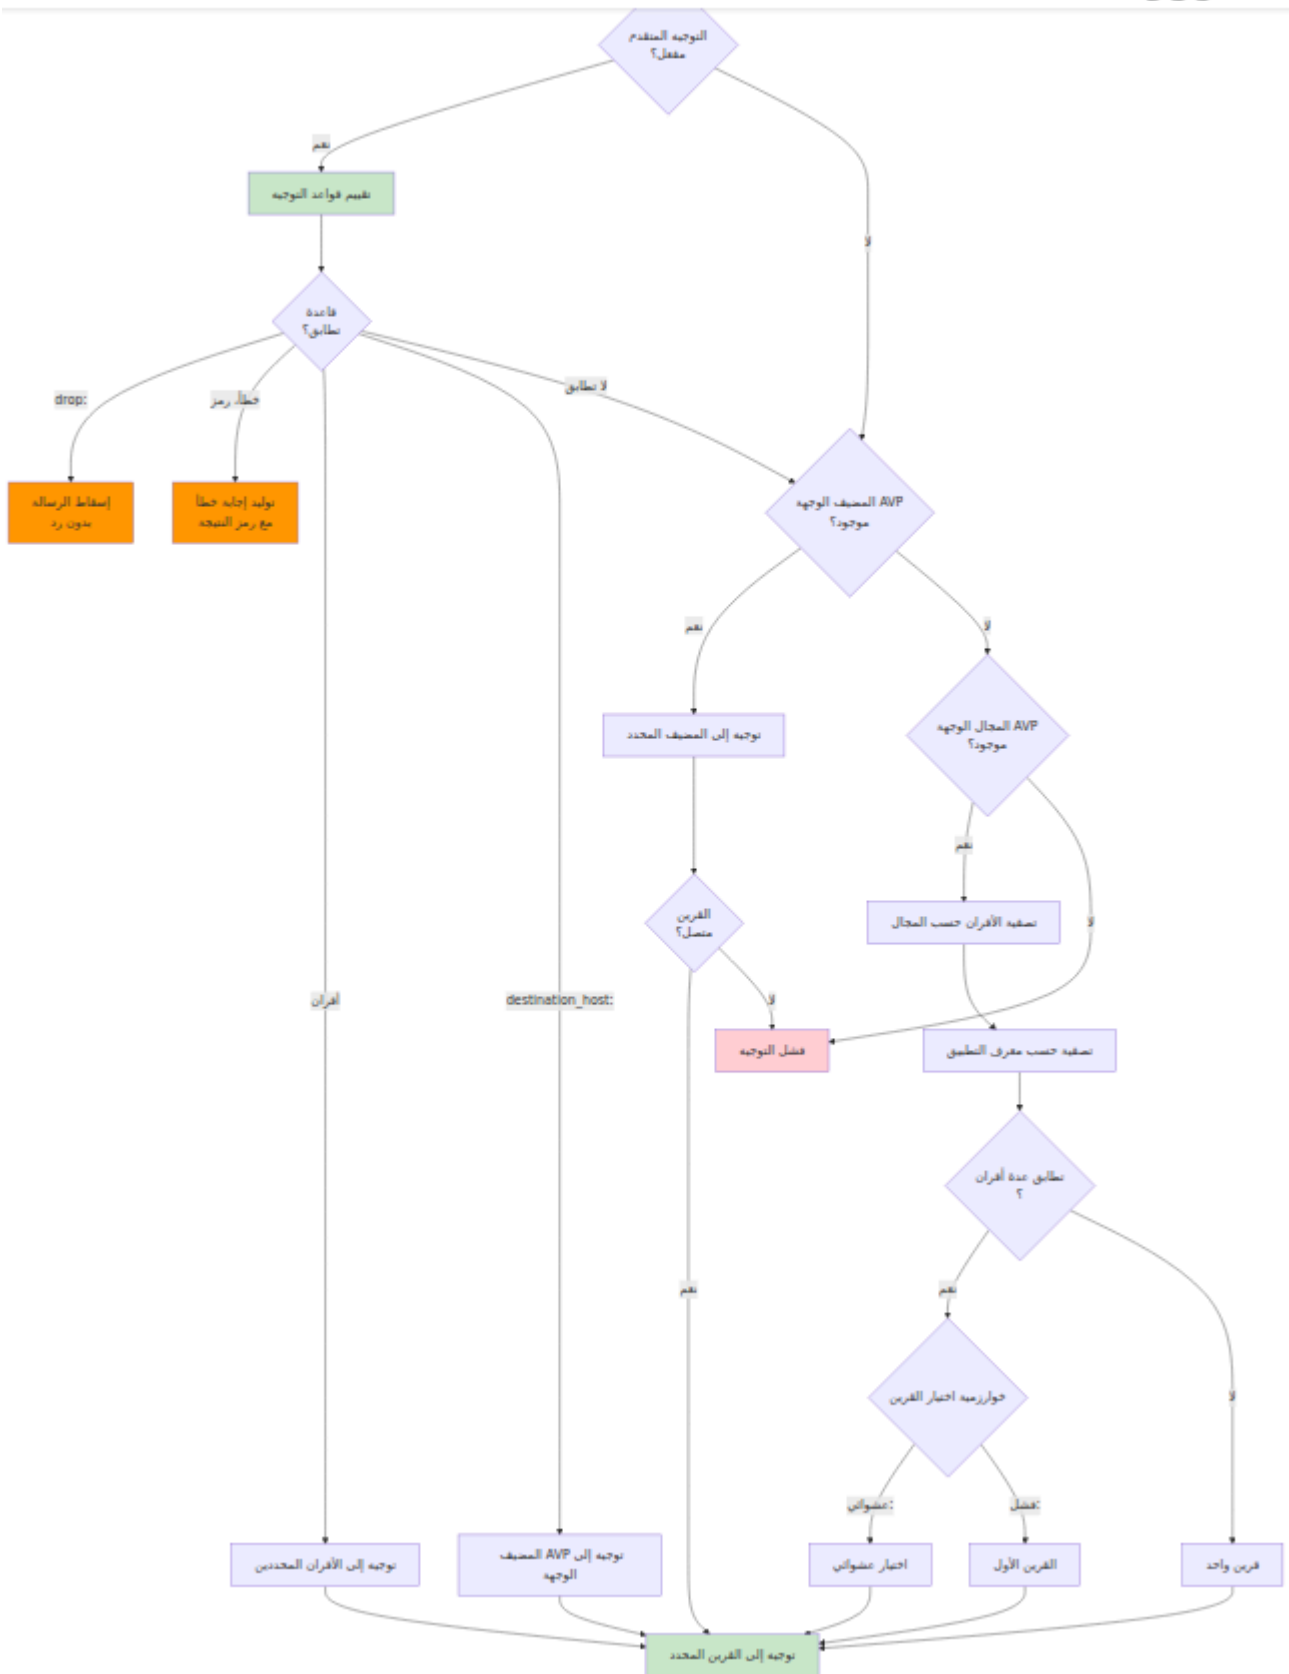 التوجيه المتقدم
مفعل؟
نعم
لا
تقييم قواعد التوجيه
قاعدة
تطابق؟
drop:
خطأ، رمز
لا تطابق
إسقاط الرسالة
بدون رد
توليد إجابة خطأ
مع رمز النتيجة
AVP المضيف الوجهة
موجود؟
نعم
لا
توجيه إلى المضيف المحدد
AVP المجال الوجهة
موجود؟
نعم
تصفية الأقران حسب المجال
لا
القرين
متصل؟
أقران
destination_host:
لا
فشل التوجيه
تصفية حسب معرف التطبيق
تطابق عدة أقران
؟
نعم
نعم
خوارزمية اختيار القرين
لا
عشوائي:
فشل:
توجيه إلى الأقران المحددين
توجيه إلى AVP المضيف
الوجهة
اختيار عشوائي
القرين الأول
قرين واحد
توجيه إلى القرين المحدد